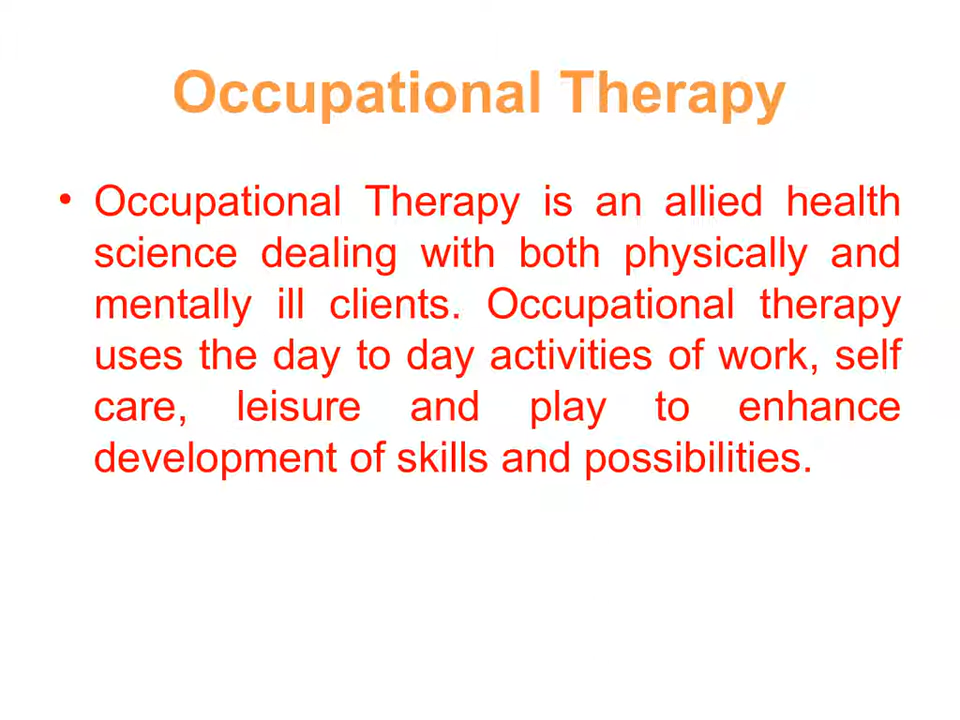 Occupational Therapy
• Occupational Therapy is an allied health
science dealing with both physically and
mentally ill clients. Occupational therapy
uses the day to day activities of work, self
care, leisure and play to enhance
development of skills and possibilities.